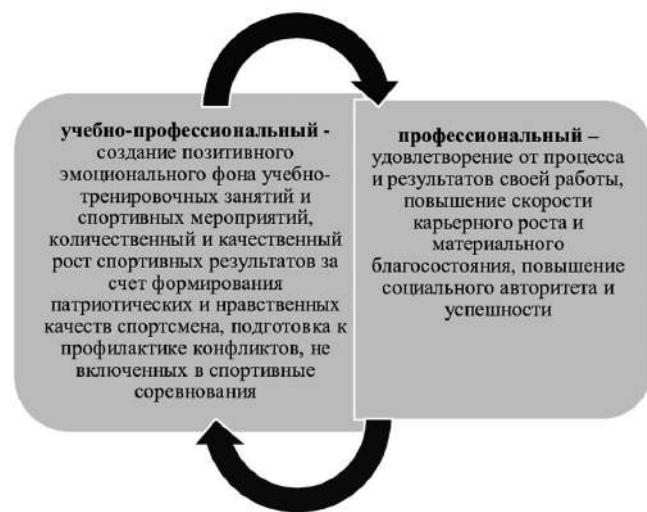 учебно-профессиональный -
создание позитивного
эмоционального фона учебно-
тренировочных занятий и
спортивных мероприятий,
количественный и качественный
рост спортивных результатов за
счет формирования
патриотических и нравственных
качеств спортсмена, подготовка к
профилактике конфликтов, не
включенных в спортивные
соревнования
профессиональный –
удовлетворение от процесса
и результатов своей работы,
повышение скорости
карьерного роста и
материального
благосостояния, повышение
социального авторитета и
успешности